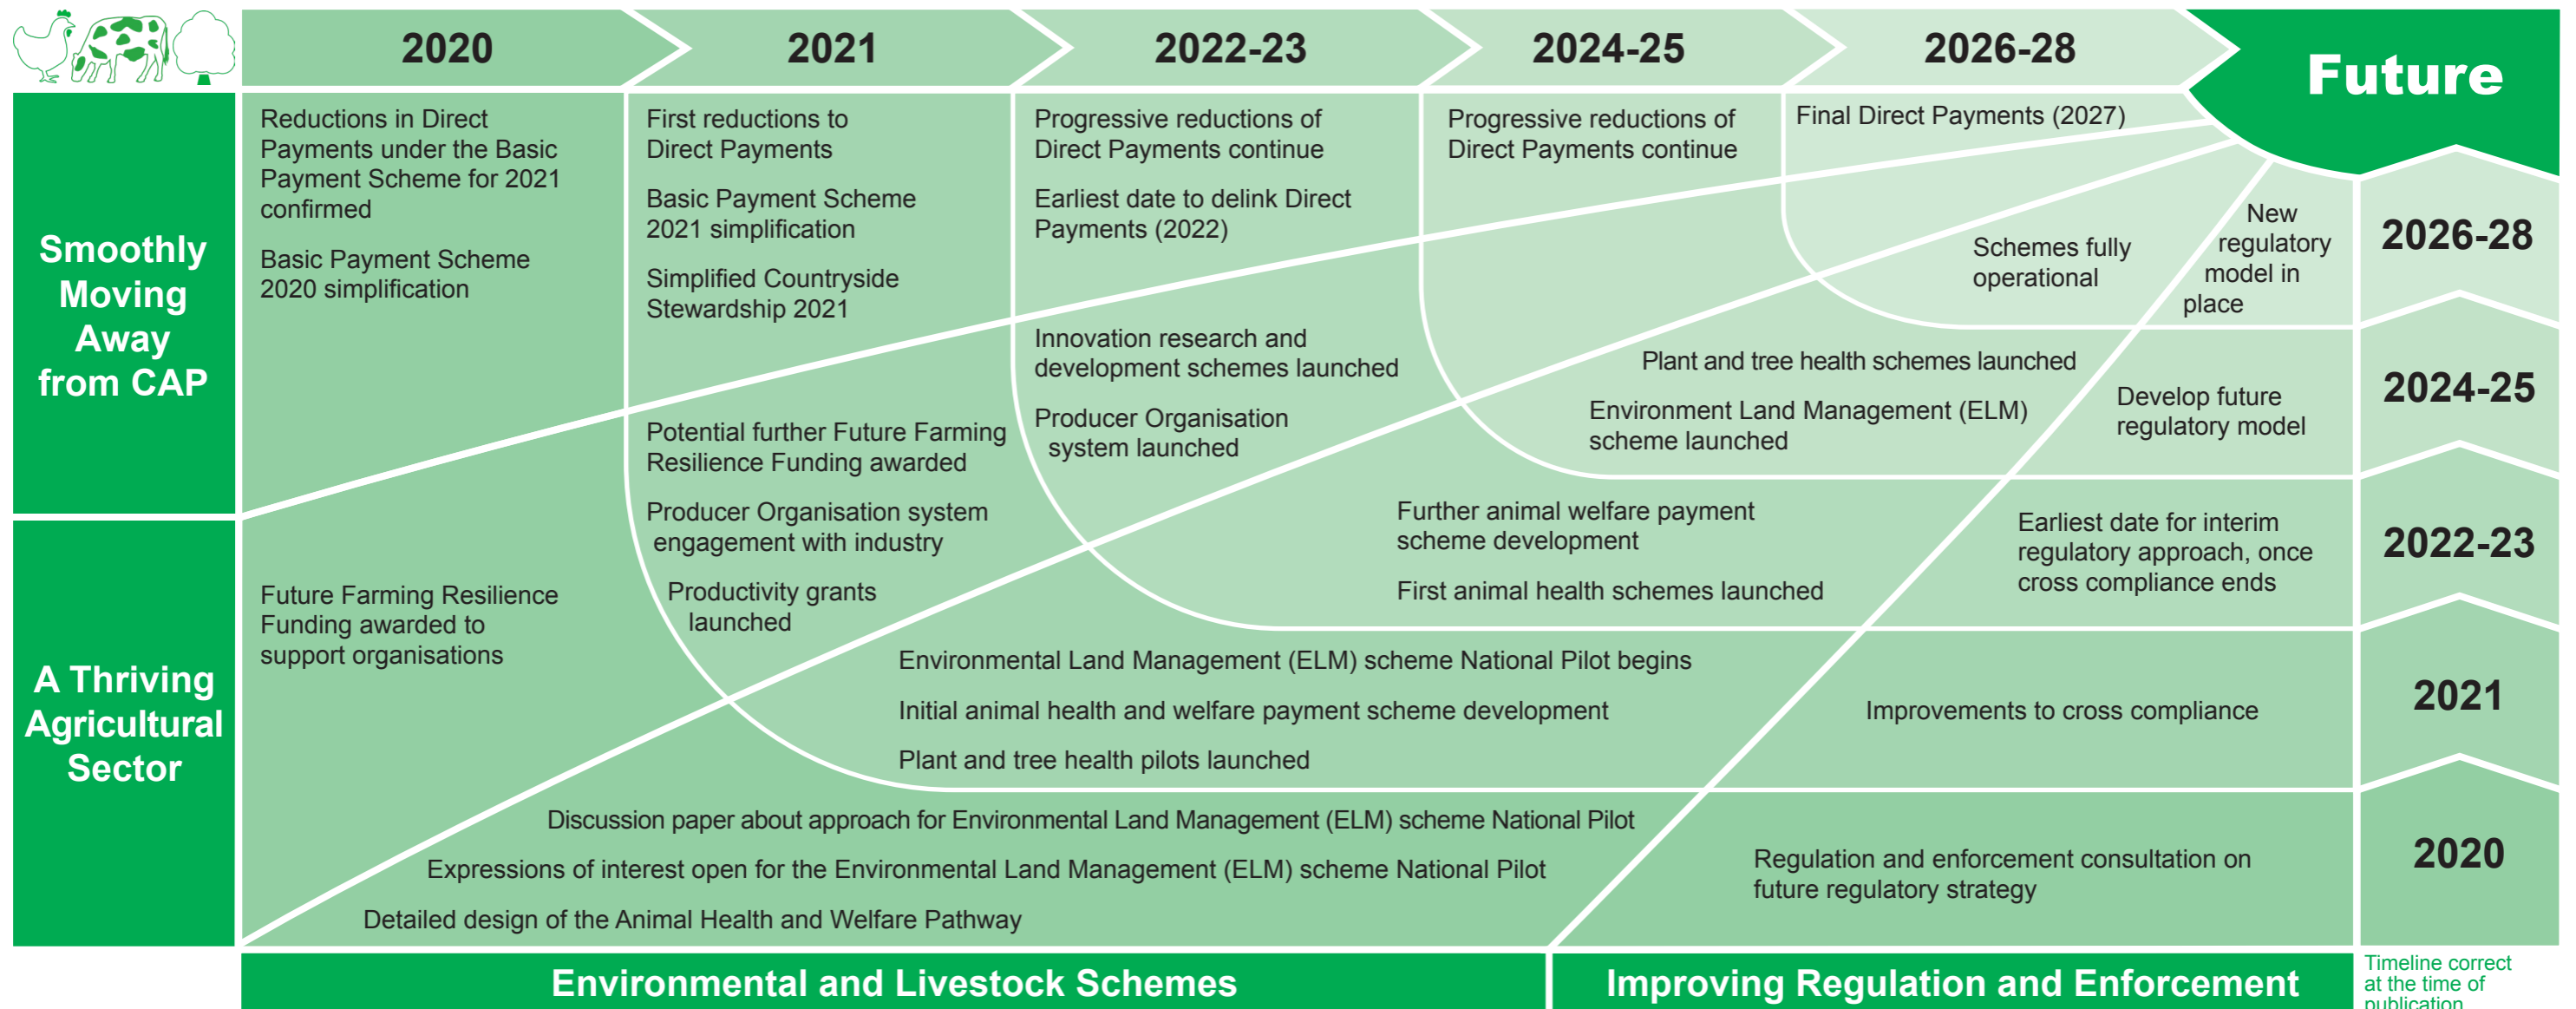 2020
2021
2022-23
2024-25
2026-28
Future
Smoothly
Moving
Away
from CAP
Reductions in Direct
Payments under the Basic
Payment Scheme for 2021
confirmed
Basic Payment Scheme
2020 simplification
First reductions to
Direct Payments
Basic Payment Scheme
2021 simplification
Simplified Countryside
Stewardship 2021
Progressive reductions of
Direct Payments continue
Earliest date to delink Direct
Payments (2022)
Progressive reductions of
Direct Payments continue
Final Direct Payments (2027)
A Thriving
Agricultural
Sector
Future Farming Resilience
Funding awarded to
support organisations
Potential further Future Farming
Resilience Funding awarded
Producer Organisation system
engagement with industry
Productivity grants
launched
Innovation research and
development schemes launched
Producer Organisation
system launched
Discussion paper about approach for Environmental Land Management (ELM) scheme National Pilot
Expressions of interest open for the Environmental Land Management (ELM) scheme National Pilot
Detailed design of the Animal Health and Welfare Pathway
Environmental Land Management (ELM) scheme National Pilot begins
Initial animal health and welfare payment scheme development
Plant and tree health pilots launched
Further animal welfare payment
scheme development
First animal health schemes launched
Plant and tree health schemes launched
Environment Land Management (ELM)
scheme launched
Schemes fully
operational
New
regulatory
model in
place
Develop future
regulatory model
Earliest date for interim
regulatory approach, once
cross compliance ends
Improvements to cross compliance
Regulation and enforcement consultation on
future regulatory strategy
2026-28
2024-25
2022-23
2021
2020
Environmental and Livestock Schemes
Improving Regulation and Enforcement
Timeline correct
at the time of
publication